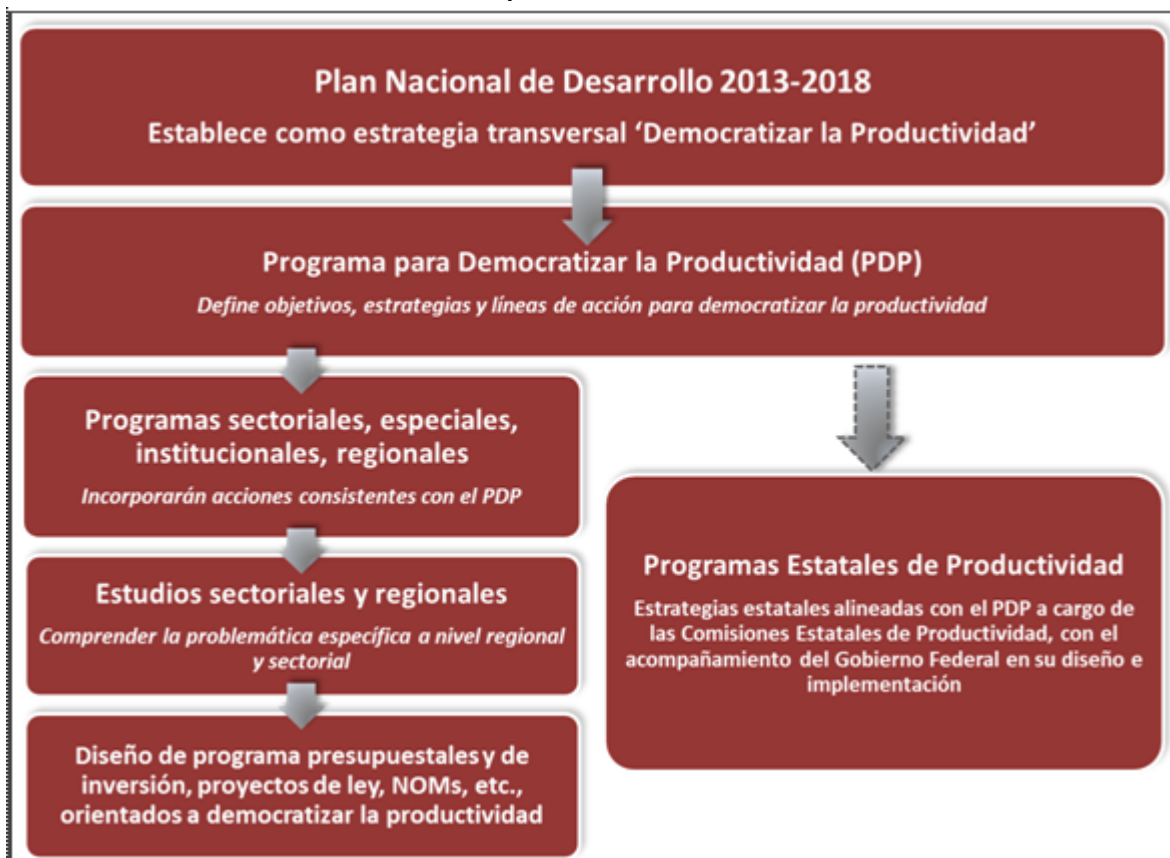 Plan Nacional de Desarrollo 2013-2018
Establece como estrategia transversal ‘Democratizar la Productividad’
Programa para Democratizar la Productividad (PDP)
Define objetivos, estrategias y líneas de acción para democratizar la productividad
Programas sectoriales, especiales,
institucionales, regionales
Incorporarán acciones consistentes con el PDP
Estudios sectoriales y regionales
Comprender la problemática específica a nivel regional
y sectorial
Diseño de programa presupuestales y de
inversión, proyectos de ley, NOMs, etc.,
orientados a democratizar la productividad
Programas Estatales de Productividad
Estrategias estatales alineadas con el PDP a cargo de
las Comisiones Estatales de Productividad, con el
acompañamiento del Gobierno Federal en su diseño e
implementación